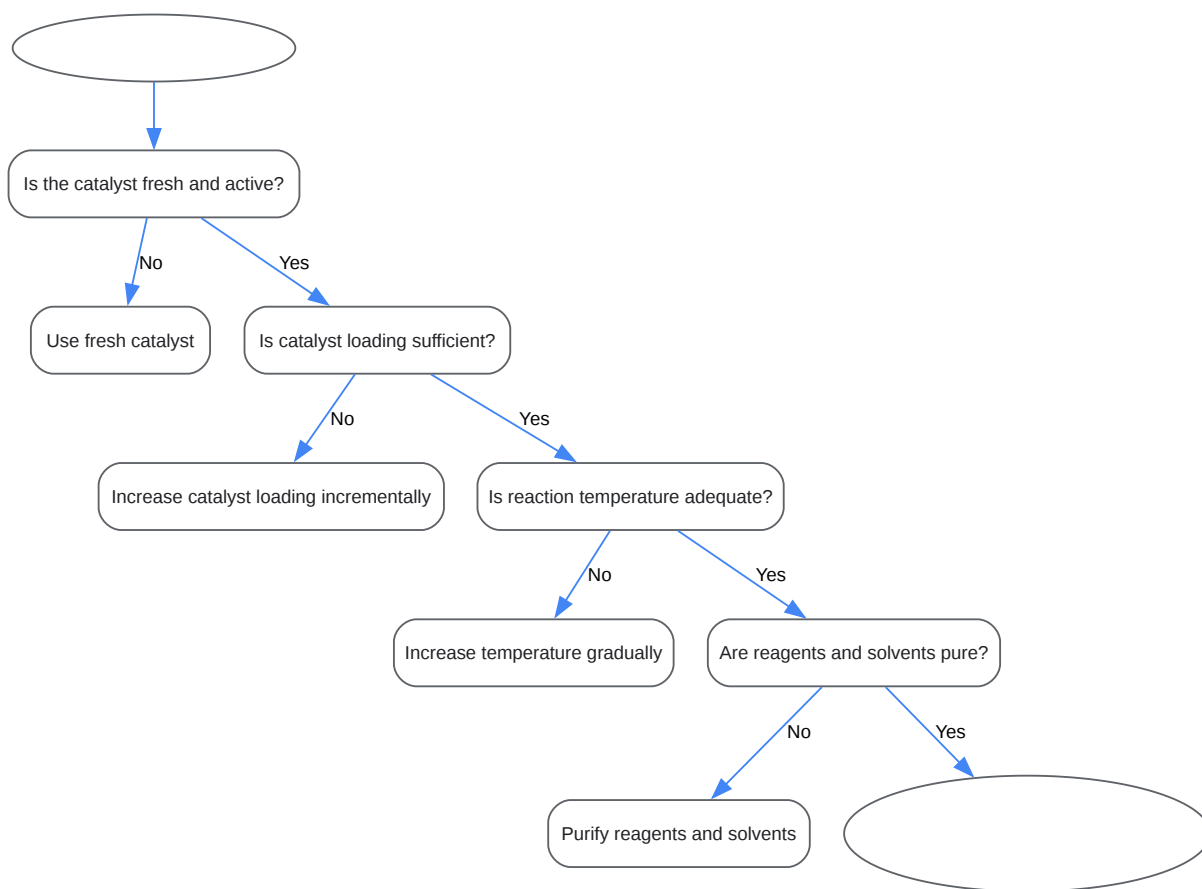 Is the catalyst fresh and active?
No
Yes
Use fresh catalyst
Is catalyst loading sufficient?
No
Yes
Increase catalyst loading incrementally
Is reaction temperature adequate?
No
Yes
Increase temperature gradually
Are reagents and solvents pure?
No
Yes
Purify reagents and solvents